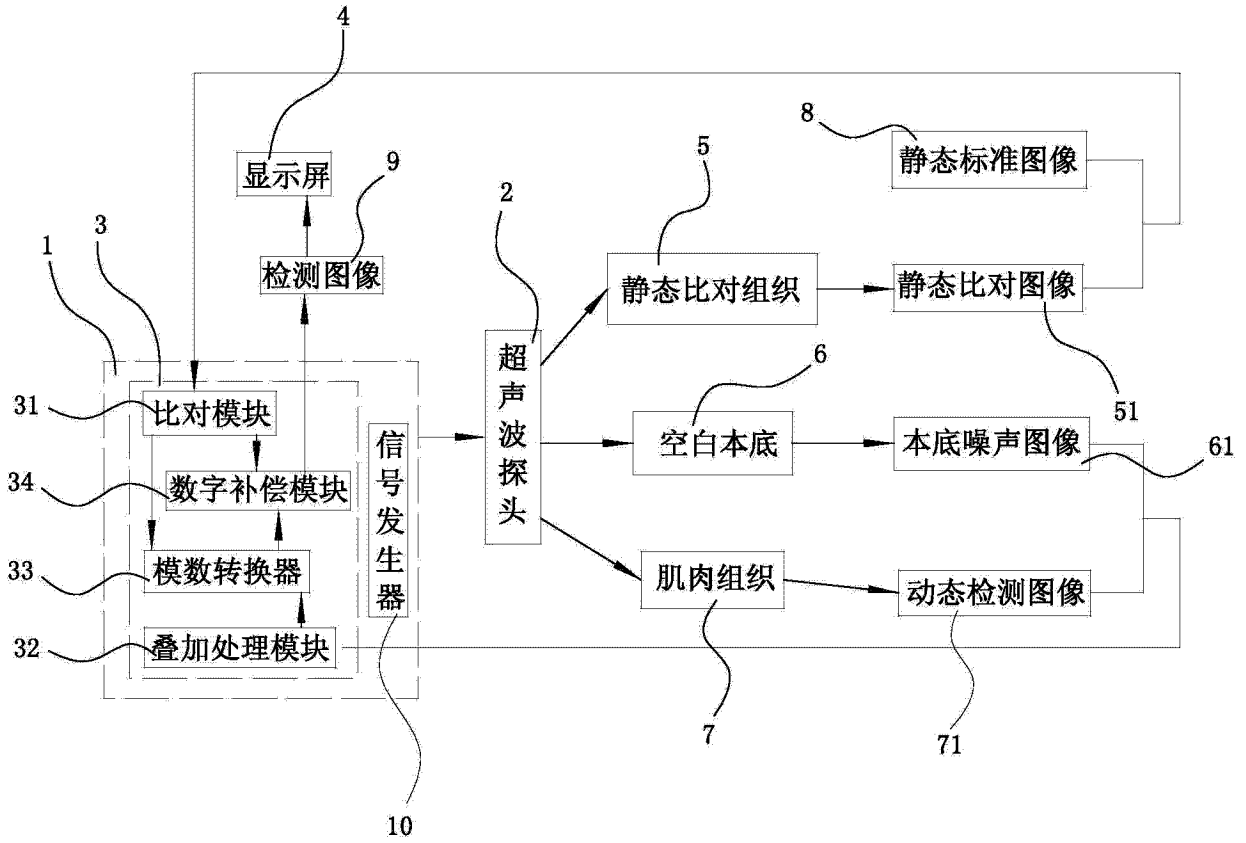 4
8
静态标准图像
显示屏
9
5
2
1
3
检测图像
静态比对组织
静态比对图像
超声波探头
31
比对模块
6
51
信号发生器
空白本底
本底噪声图像
61
34
数字补偿模块
33
模数转换器
肌肉组织
动态检测图像
32
叠加处理模块
7
71
10